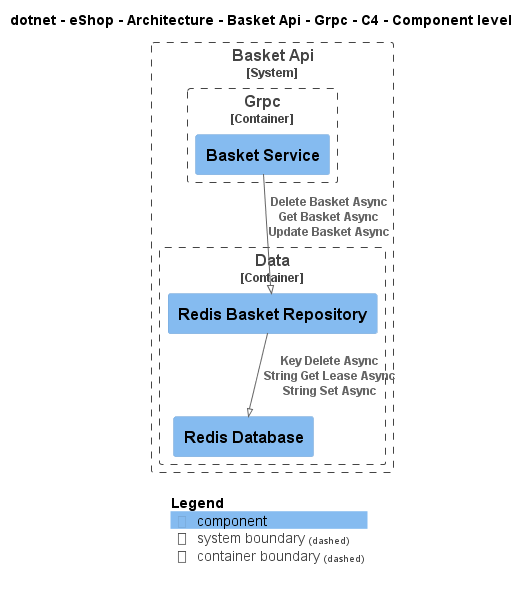 dotnet - eShop - Architecture - Basket Api - Grpc - C4 - Component level
Basket Api
[System]
Grpc
[Container]
Basket Service
Delete Basket Async
Get Basket Async
Update Basket Async
Data
[Container]
Redis Basket Repository
Key Delete Async
String Get Lease Async
String Set Async
Redis Database
Legend
component
system boundary (dashed)
container boundary (dashed)